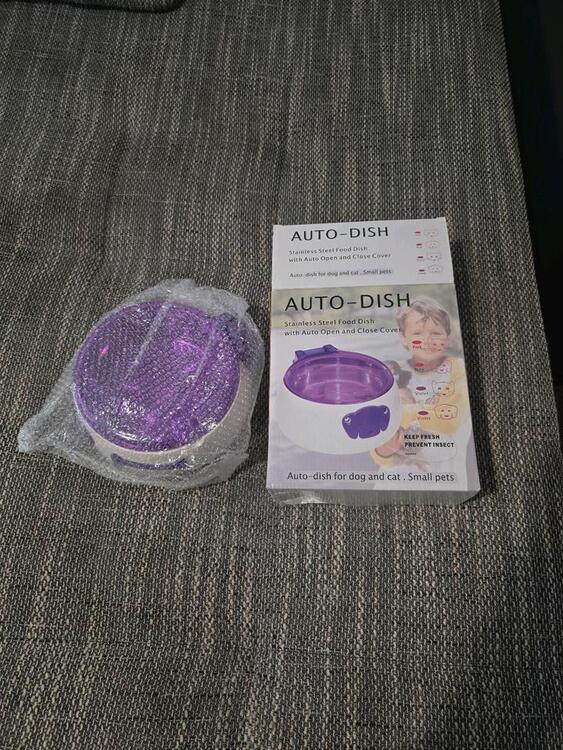 AUTO-DISH
Stainless Steel Food Dish
with Auto Open and Close Cover
Auto-dish for dog and cat . Small pets
AUTO-DISH
Stainless Steel Food Dish
with Auto Open and Close Cover
Violet
KEEP FRESH
PREVENT INSECT
Auto-dish for dog and cat . Small pets